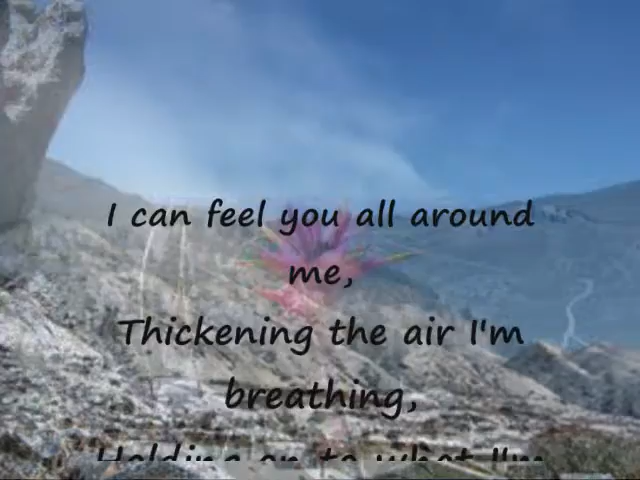 I can feel you all around
me,
Thickening the air I'm
breathing,
Holding on to what I'm